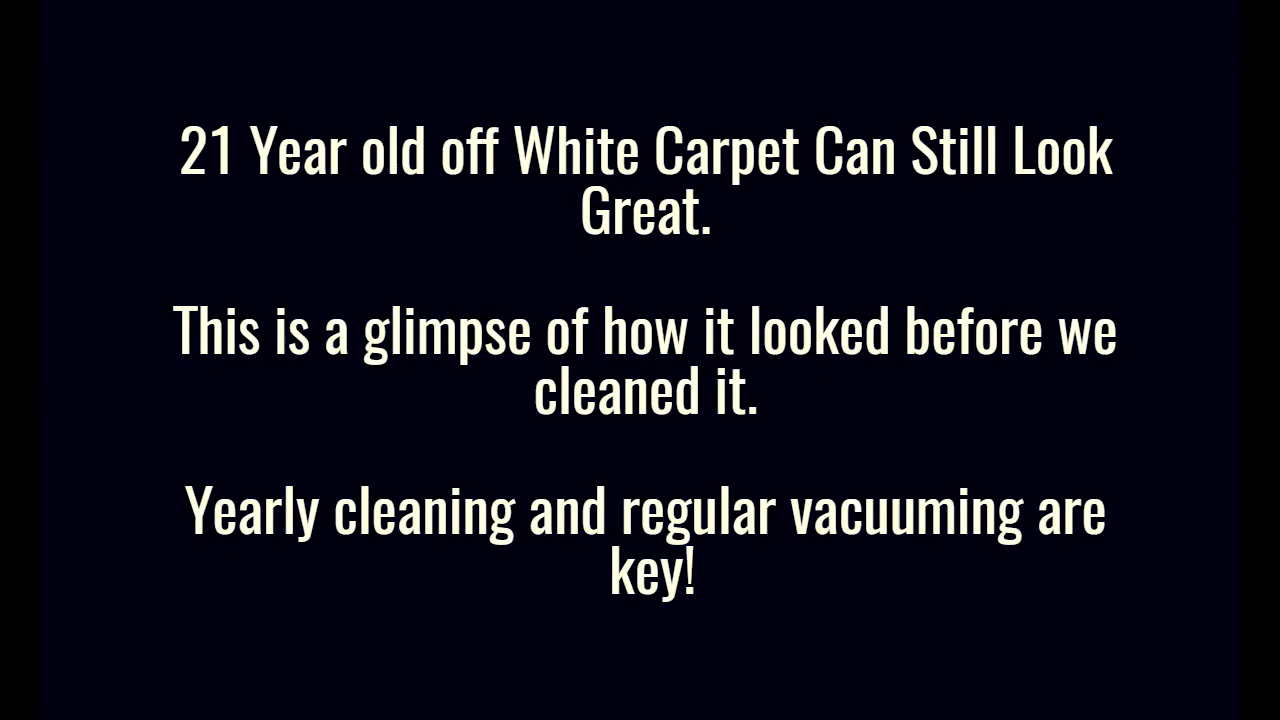 21 Year old off White Carpet Can Still Look
Great.
This is a glimpse of how it looked before we
cleaned it.
Yearly cleaning and regular vacuuming are
key!